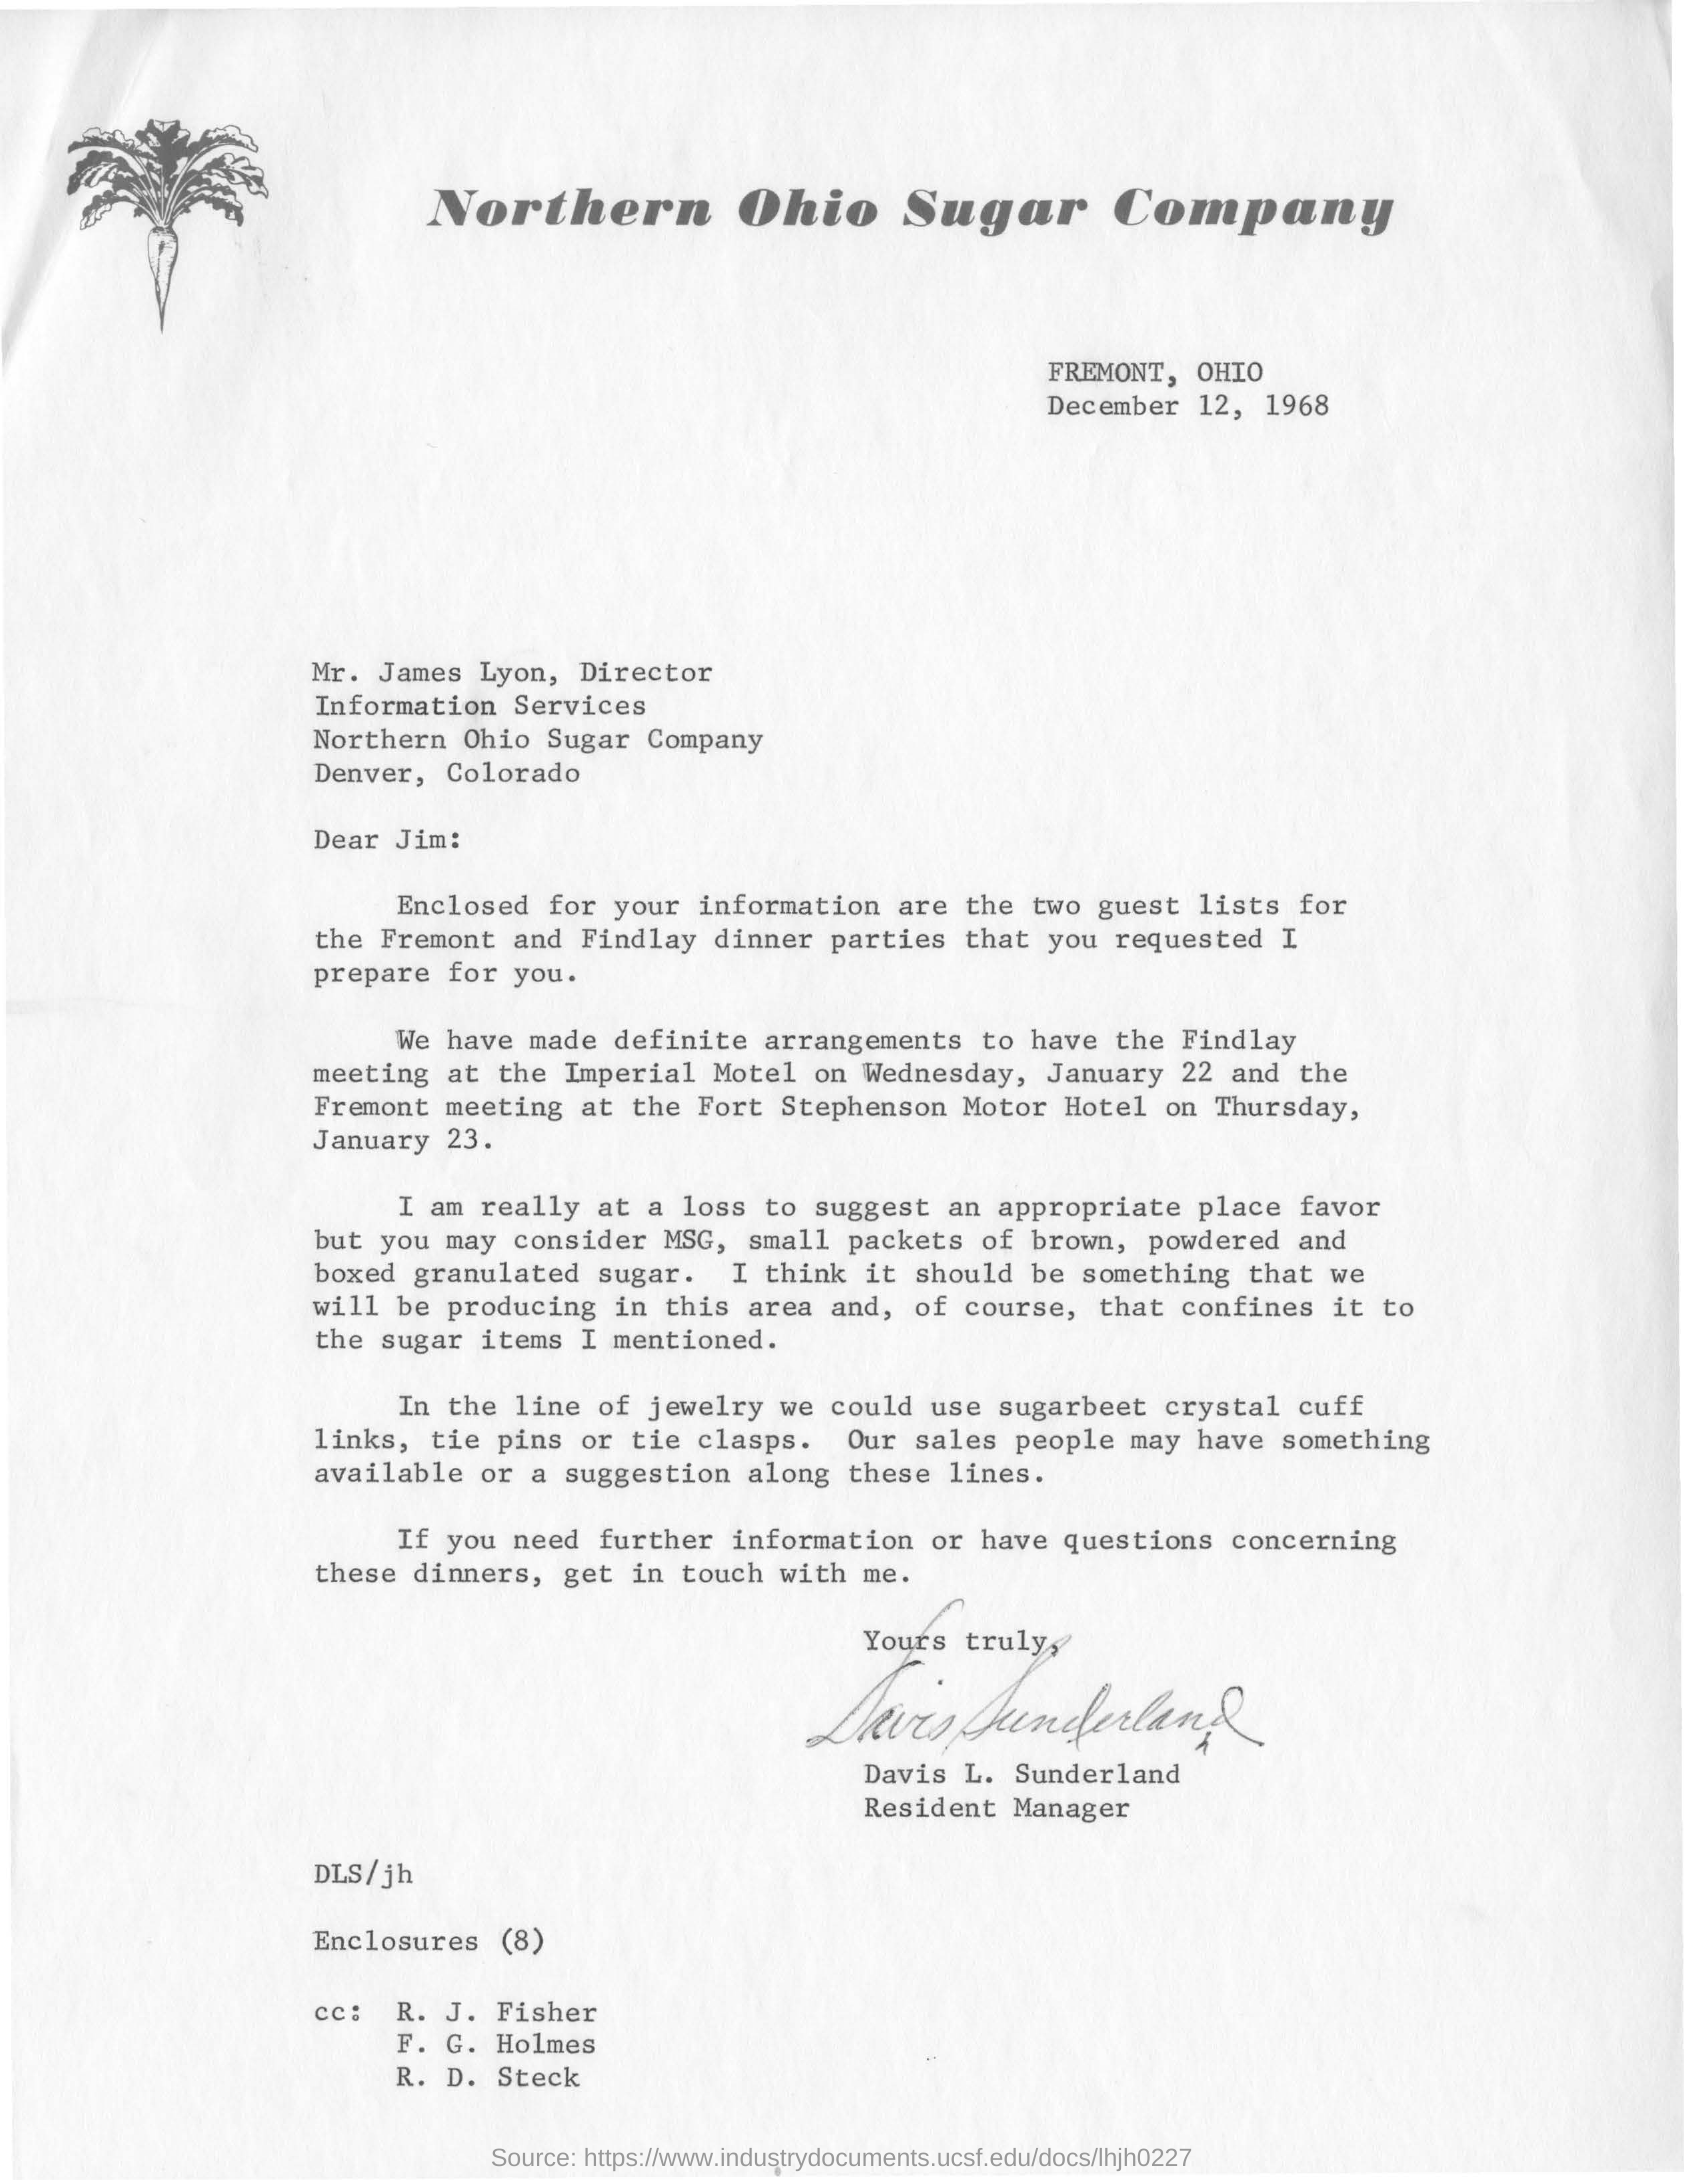 Northern Ohio Sugar Company
FREMONT, OHIO
December 12, 1968
Mr. James Lyon, Director
Information Services
Northern Ohio Sugar Company
Denver, Colorado
Dear Jim:
Enclosed for your information are the two guest lists for
the Fremont and Findlay dinner parties that you requested I
prepare for you.
We have made definite arrangements to have the Findlay
meeting at the Imperial Motel on Wednesday, January 22 and the
Fremont meeting at the Fort Stephenson Motor Hotel on Thursday,
January 23.
I am really at a loss to suggest an appropriate place favor
but you may consider MSG, small packets of brown, powdered and
boxed granulated sugar. I think it should be something that we
will be producing in this area and, of course, that confines it to
the sugar items I mentioned.
In the line of jewelry we could use sugarbeet crystal cuff
links, tie pins or tie clasps. Our sales people may have something
available or a suggestion along these lines.
If you need further information or have questions concerning
these dinners, get in touch with me.
Yours truly,
Davis Sunderland
Davis L. Sunderland
Resident Manager
DLS/jh
Enclosures (8)
cc: R. J. Fisher
F. G. Holmes
R. D. Steck
Source: https://www.industrydocuments.ucsf.edu/docs/lhjh0227